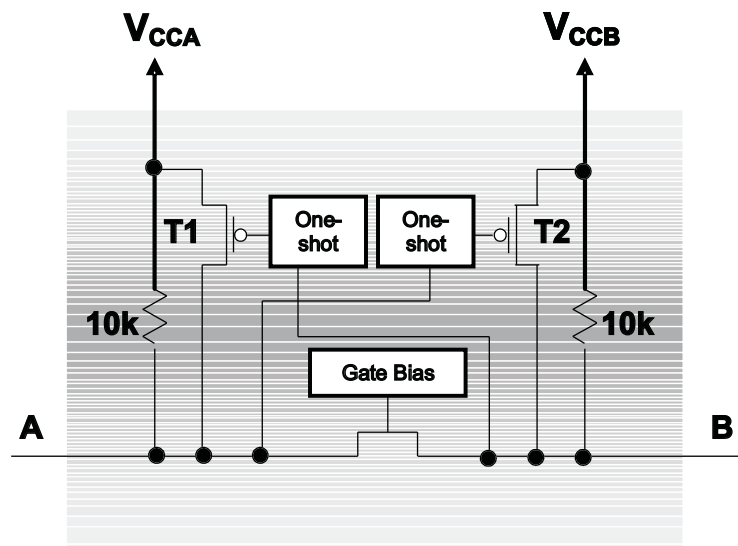 VCCA
VCCB
T1
One-
shot
One-
shot
T2
10k
10k
Gate Bias
A
B